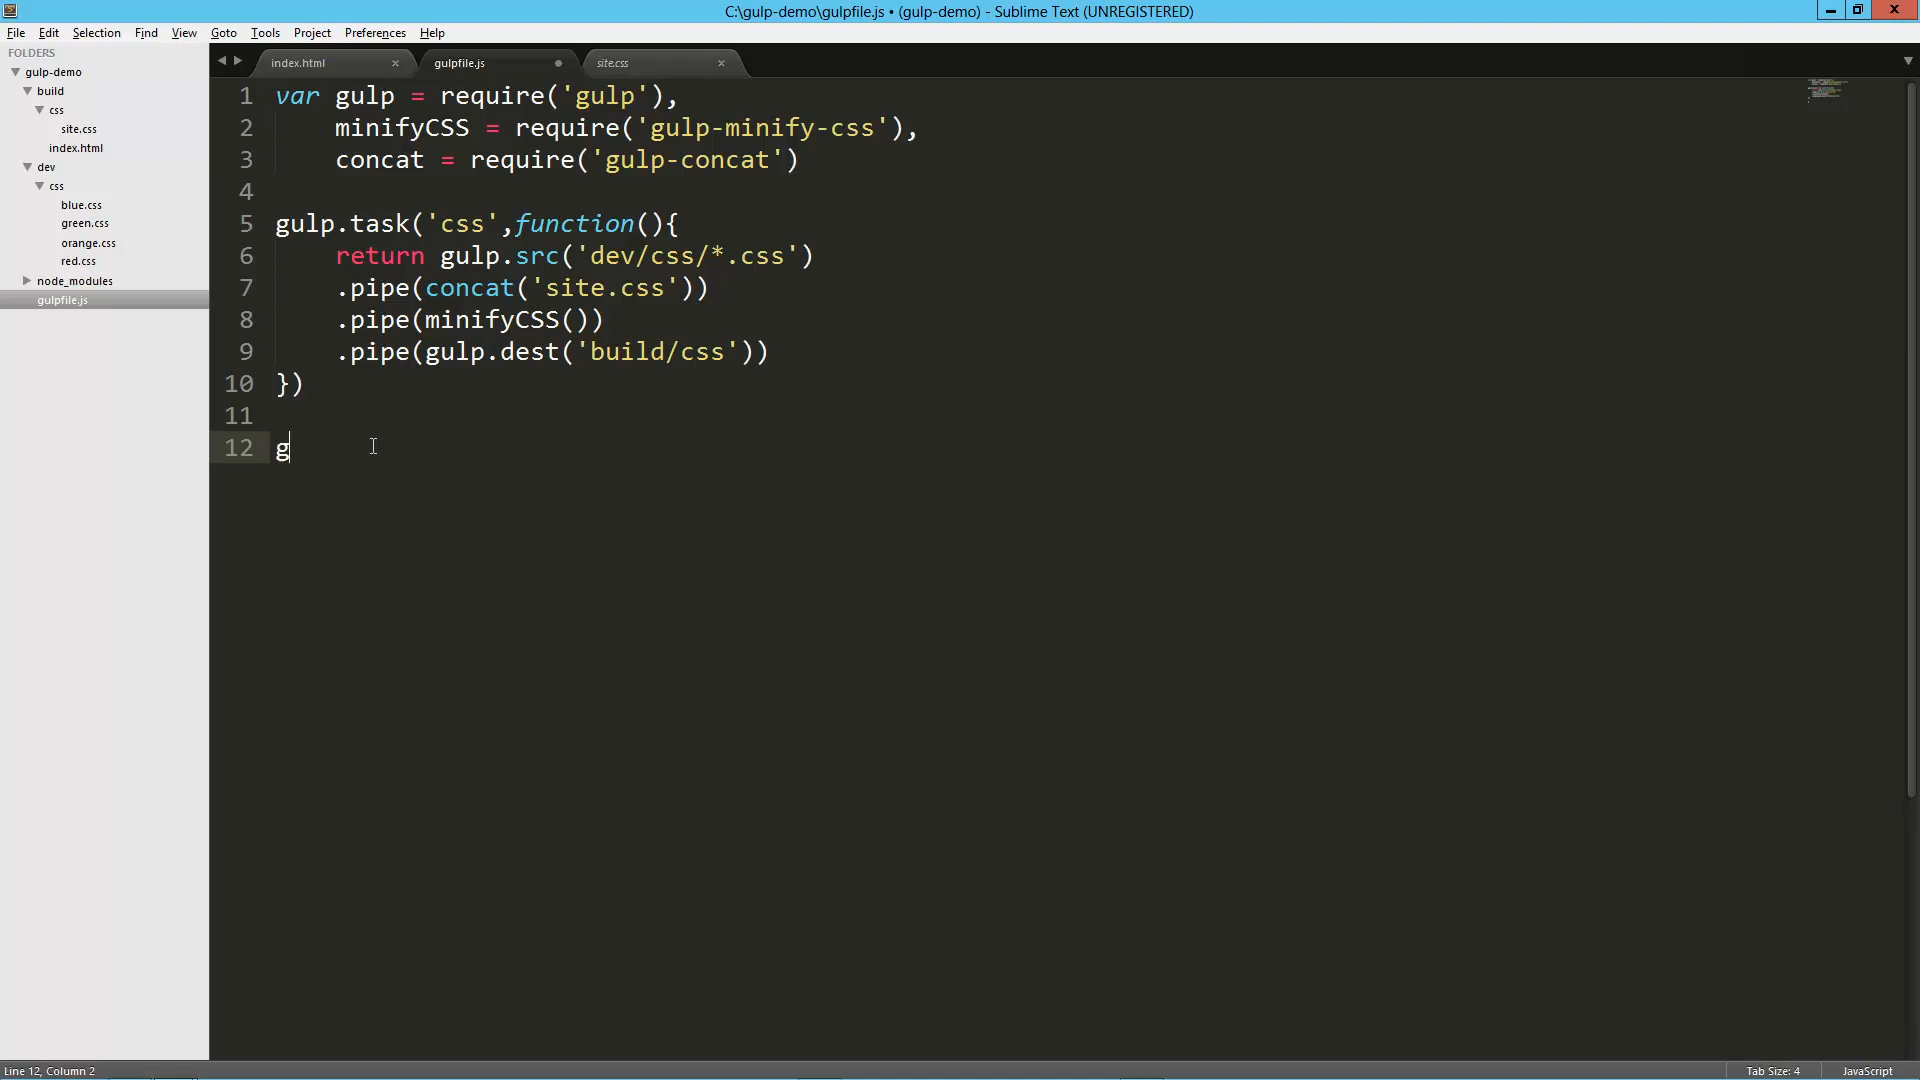 C:\gulp-demo\gulpfile.js • (gulp-demo) - Sublime Text (UNREGISTERED)
File Edit Selection Find View Goto Tools Project Preferences Help
FOLDERS
gulp-demo
build
css
site.css
index.html
dev
css
blue.css
green.css
orange.css
red.css
node_modules
gulpfile.js
index.html gulpfile.js site.css
1 var gulp = require('gulp'),
2 minifyCSS = require('gulp-minify-css'),
3 concat = require('gulp-concat')
4
5 gulp.task('css',function(){
6 return gulp.src('dev/css/*.css')
7 .pipe(concat('site.css'))
8 .pipe(minifyCSS())
9 .pipe(gulp.dest('build/css'))
10 })
11
12 g
Line 12, Column 2 Tab Size: 4 JavaScript